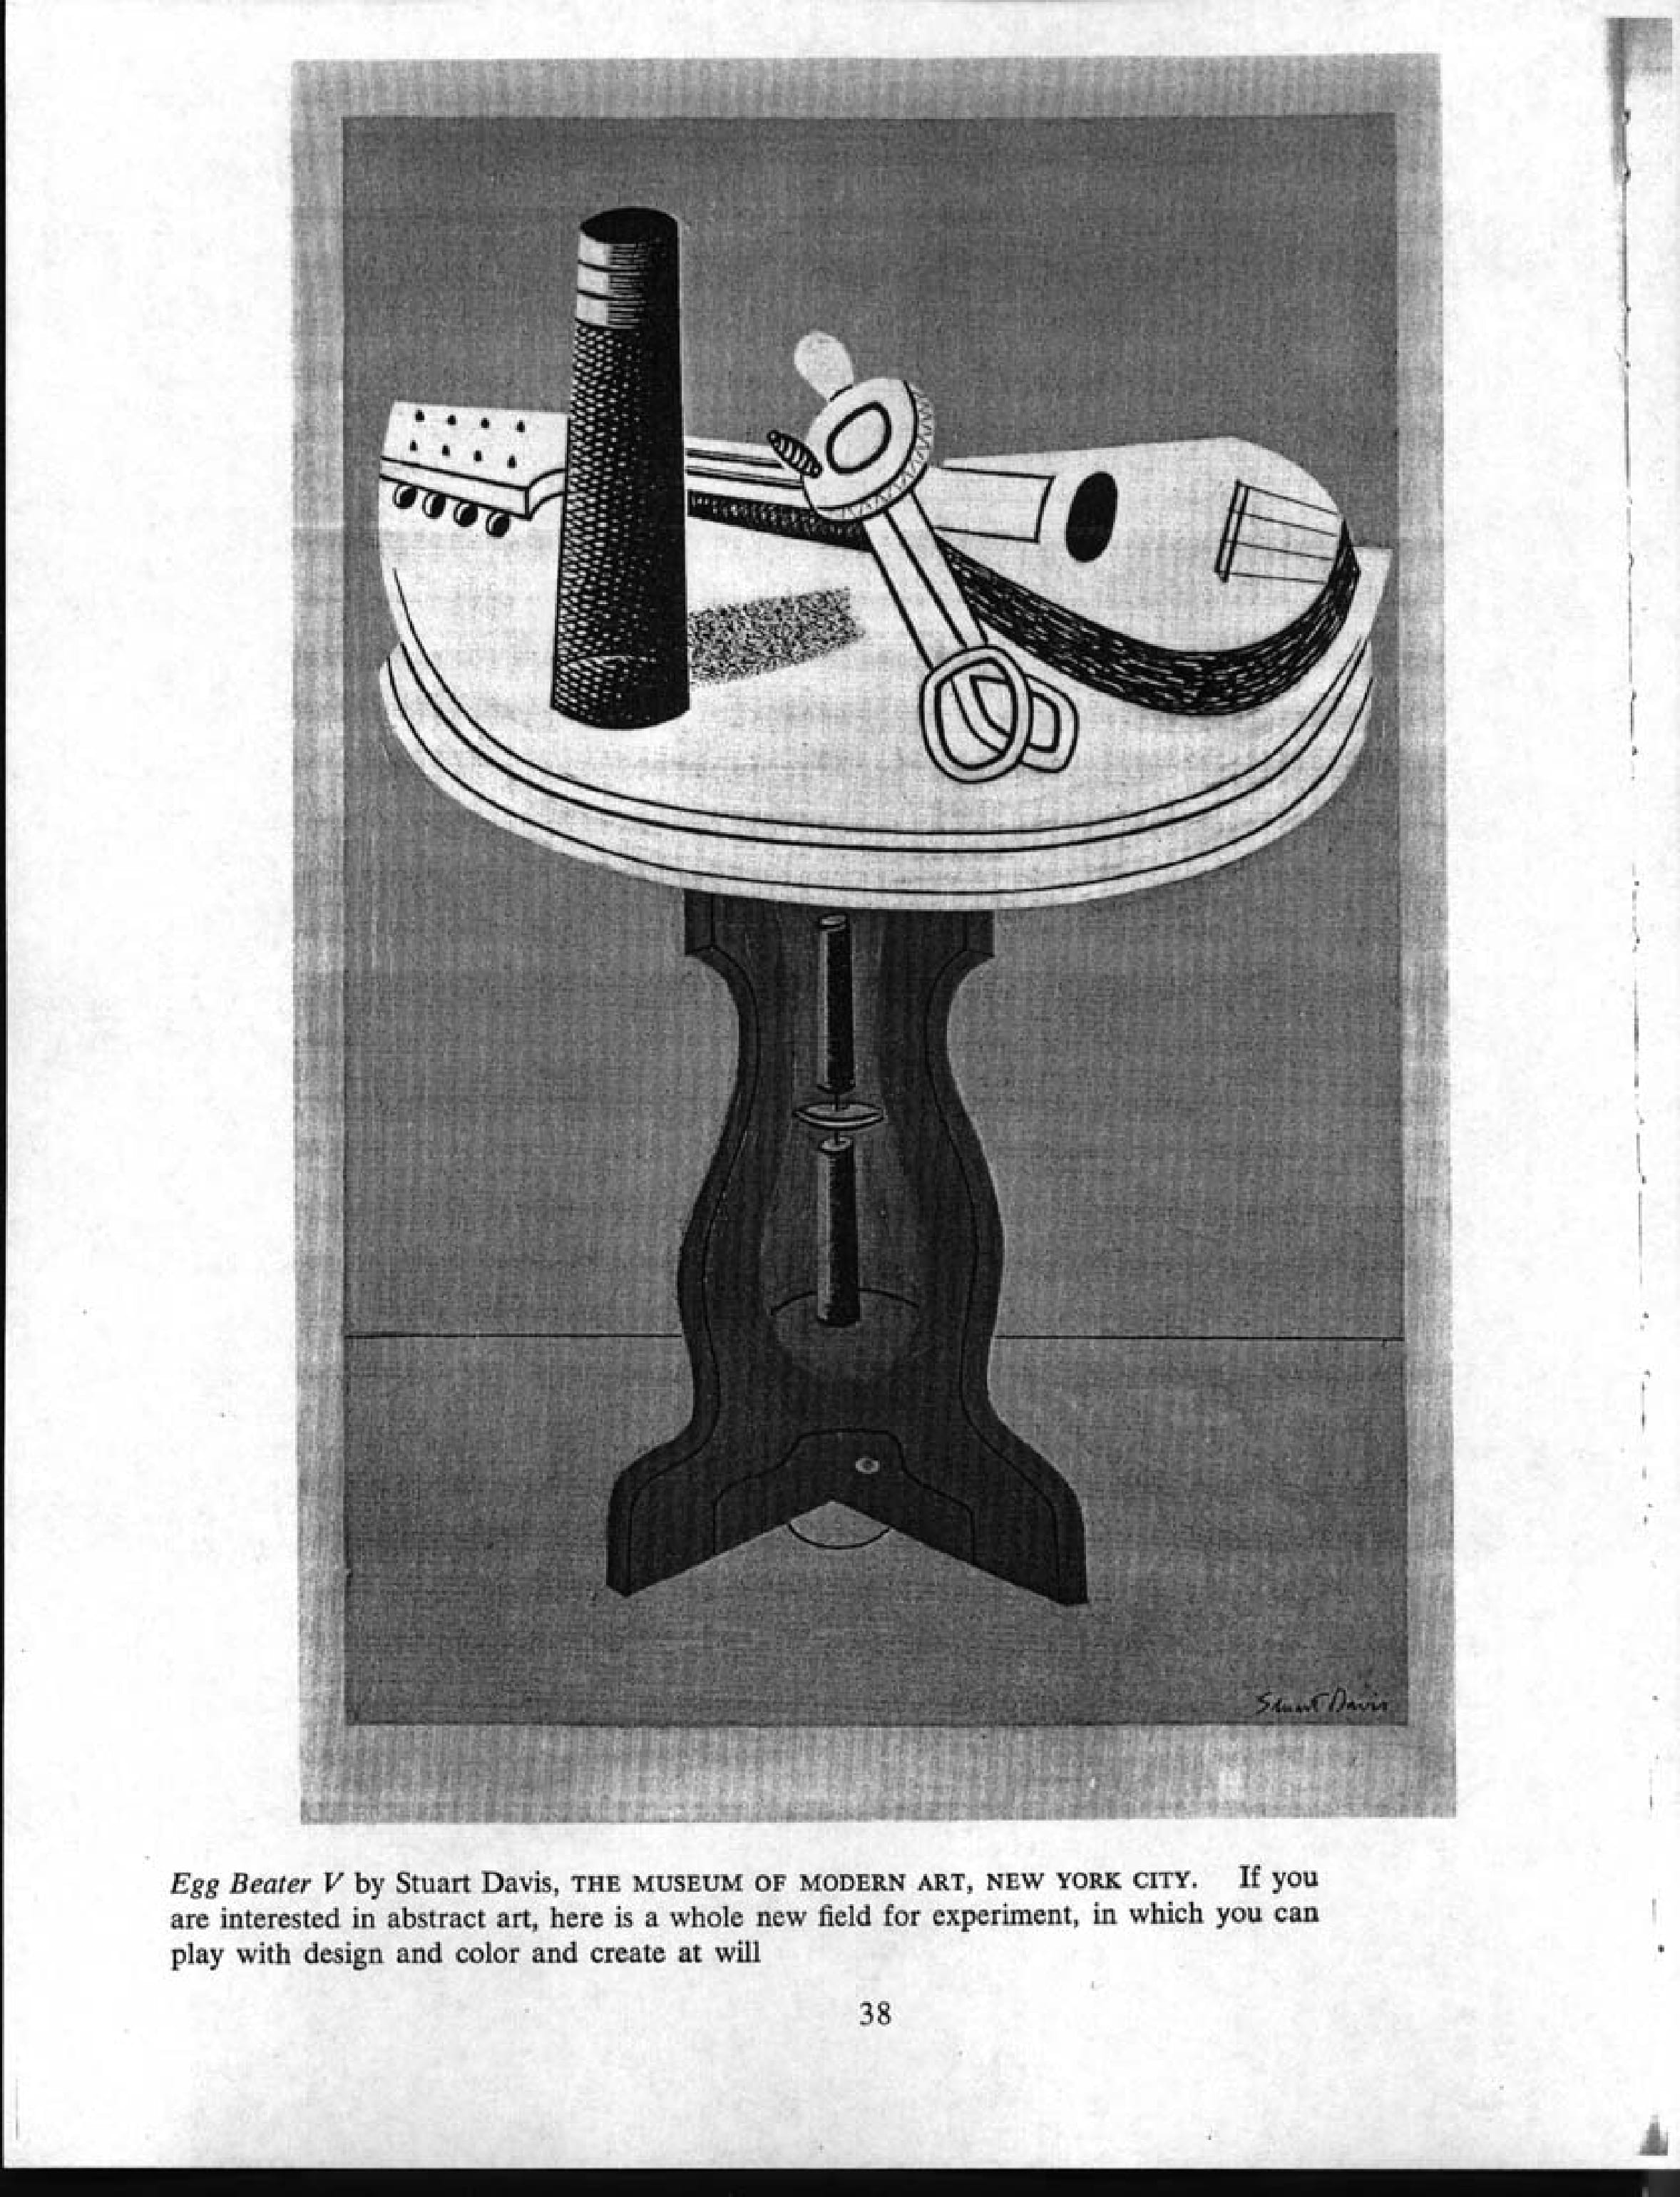 Stuart Davis
Egg Beater V by Stuart Davis, THE MUSEUM OF MODERN ART, NEW YORK CITY. If you
are interested in abstract art, here is a whole new field for experiment, in which you can
play with design and color and create at will
38